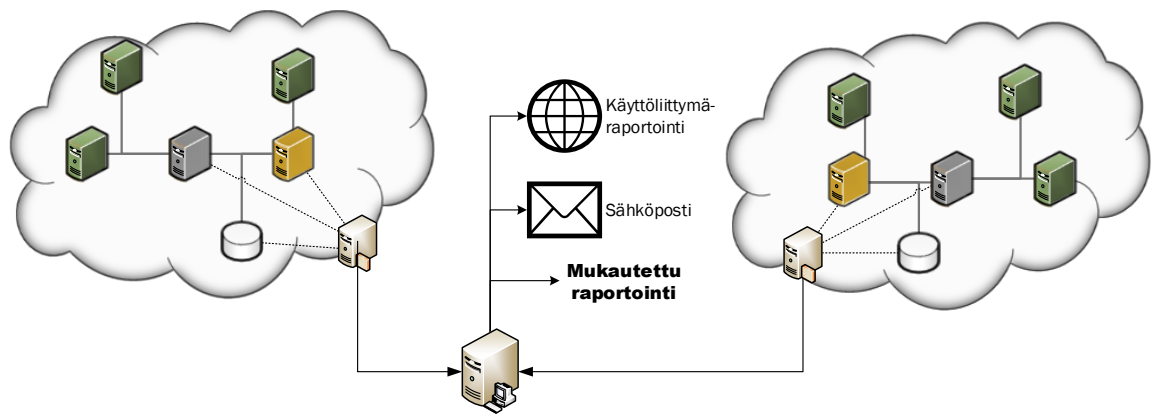 Käyttöliittymä-
raportointi
Sähköposti
Mukautettu
raportointi